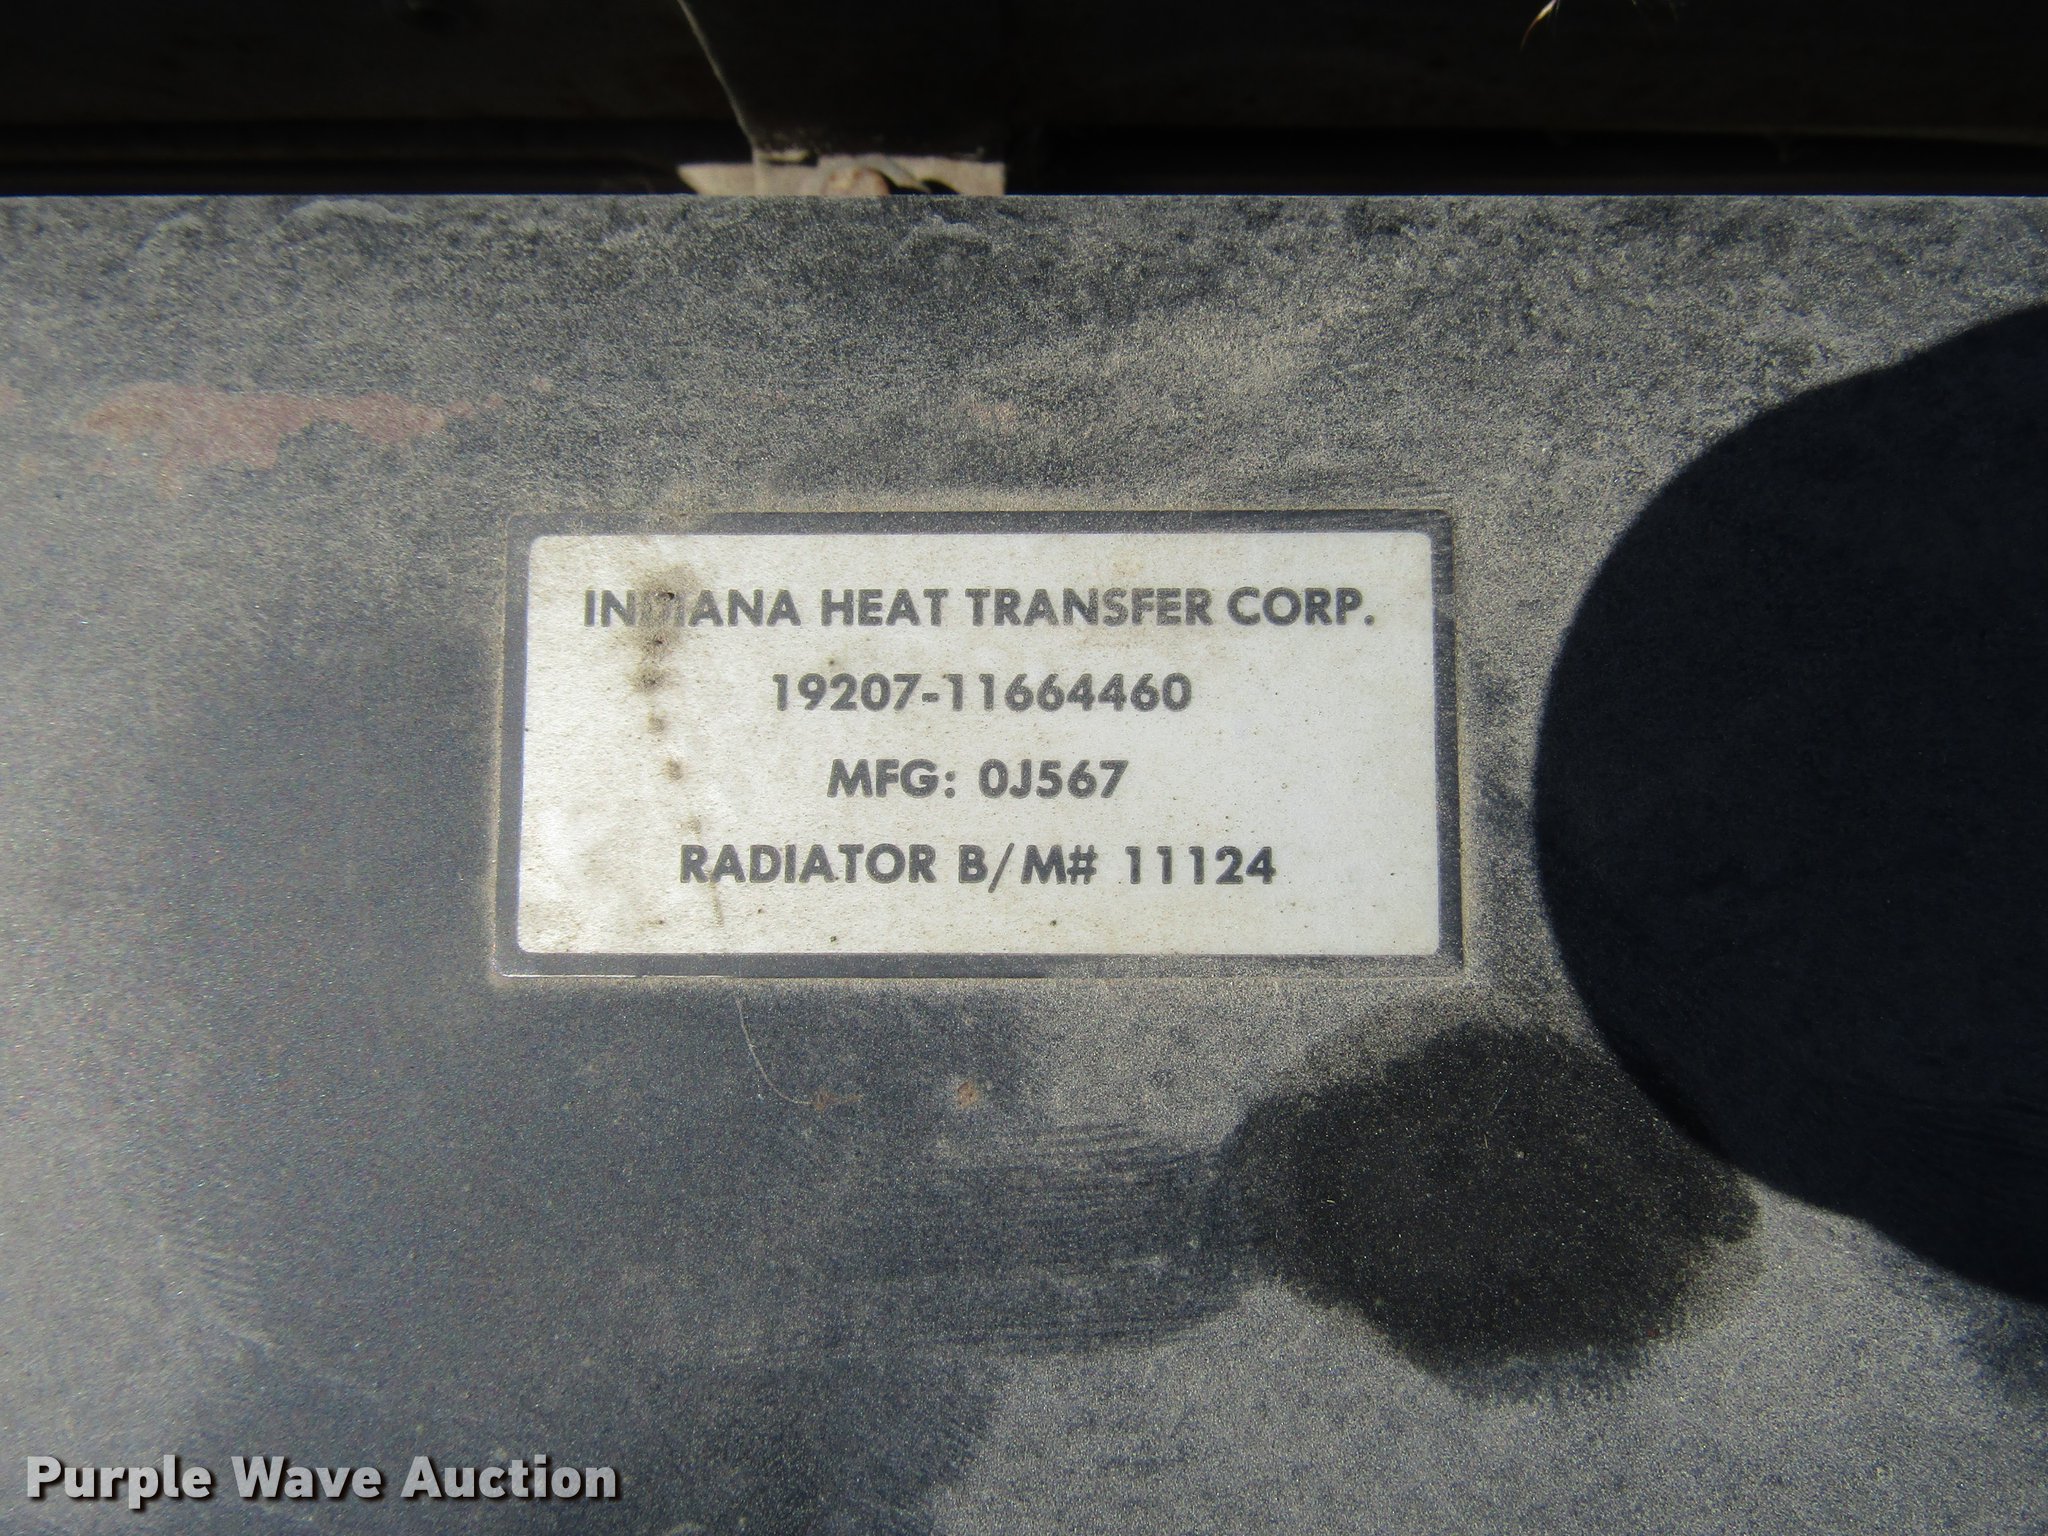 INDIANA HEAT TRANSFER CORP.
19207-11664460
MFG: 0J567
RADIATOR B/M# 11124
Purple Wave Auction